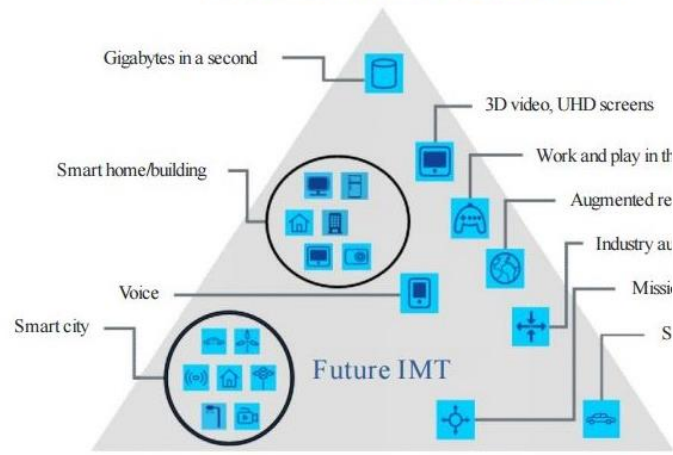 Gigabytes in a second
3D video, UHD screens
Work and play in th
Smart home/building
Augmented re
Industry au
Voice
Missio
Smart city
S
Future IMT